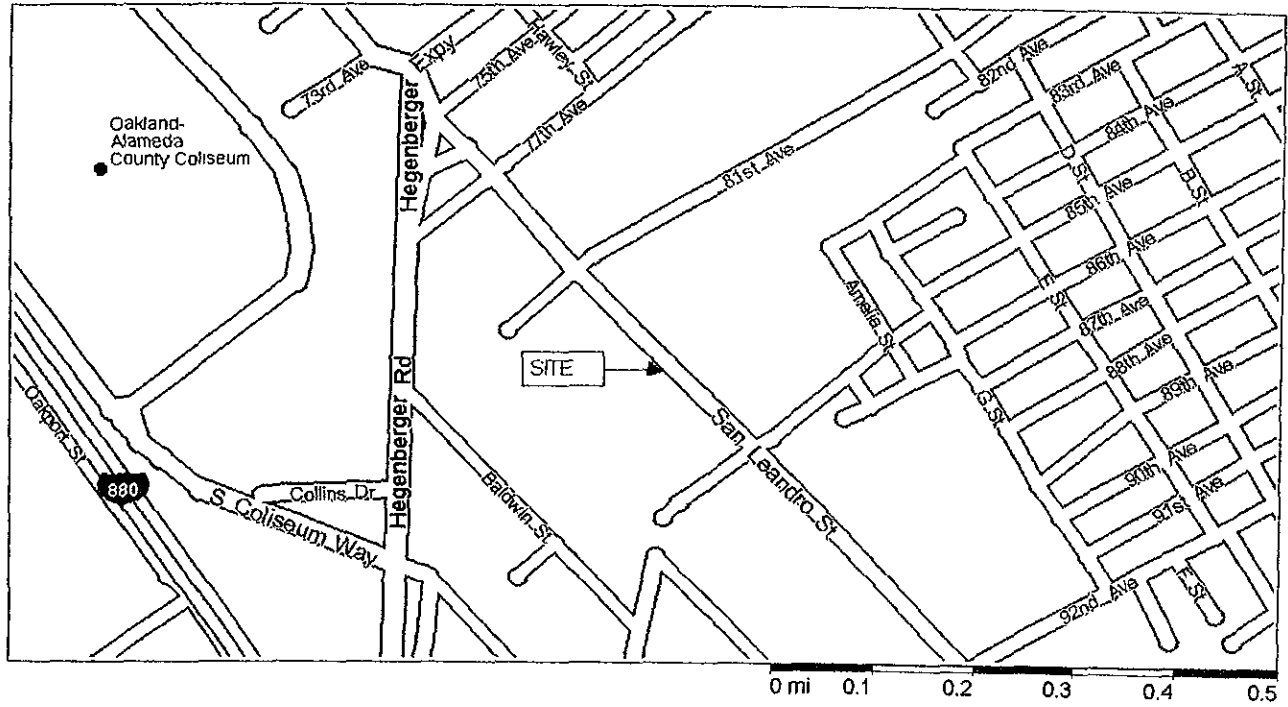 Hawley St
82nd Ave
A St
73rd Ave
Expy
75th Ave
83rd Ave
84th Ave
Oakland-
Alameda
County Coliseum
Hegenberger
77th Ave
81st Ave
D St
B St
85th Ave
86th Ave
Amelia St
E St
87th Ave
88th Ave
89th Ave
SITE
Hegenberger Rd
G St
San Leandro St
Oakport St
880
Collins Dr
S Coliseum Way
Baldwin St
90th Ave
91st Ave
92nd Ave
E St
0 mi 0.1 0.2 0.3 0.4 0.5